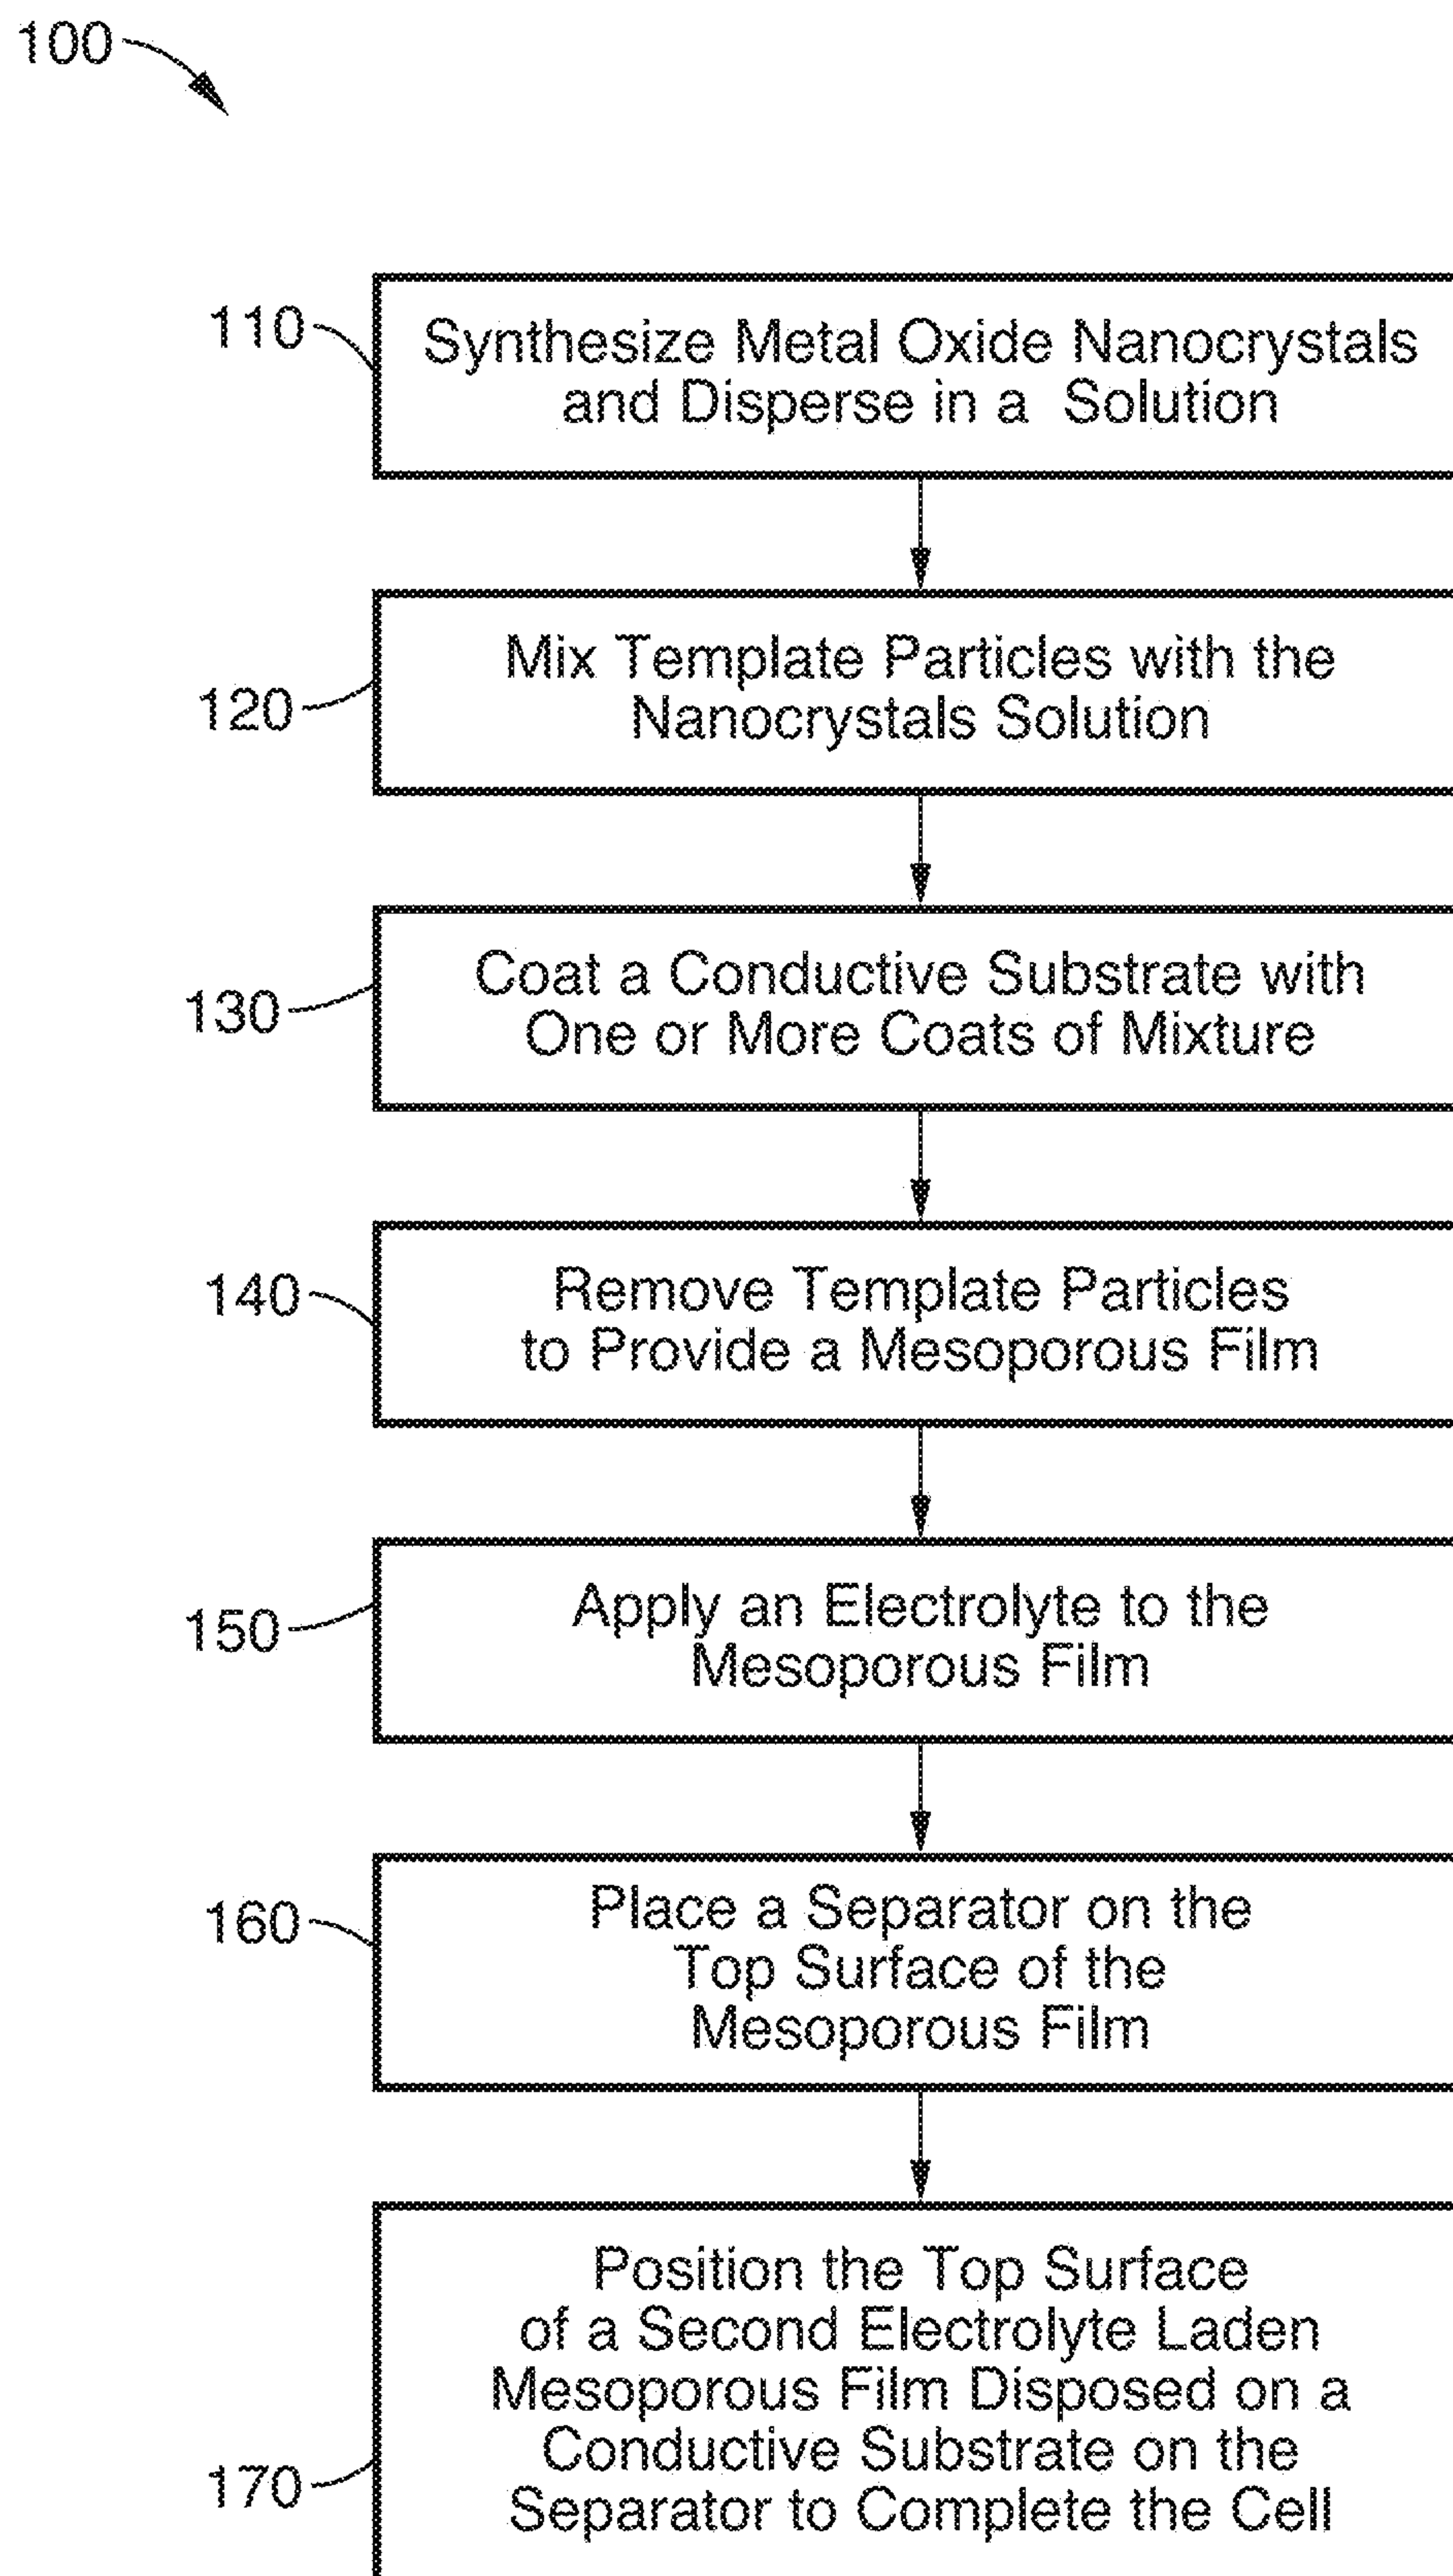 100
110
Synthesize Metal Oxide Nanocrystals
and Disperse in a Solution
120
Mix Template Particles with the
Nanocrystals Solution
130
Coat a Conductive Substrate with
One or More Coats of Mixture
140
Remove Template Particles
to Provide a Mesoporous Film
150
Apply an Electrolyte to the
Mesoporous Film
160
Place a Separator on the
Top Surface of the
Mesoporous Film
170
Position the Top Surface
of a Second Electrolyte Laden
Mesoporous Film Disposed on a
Conductive Substrate on the
Separator to Complete the Cell